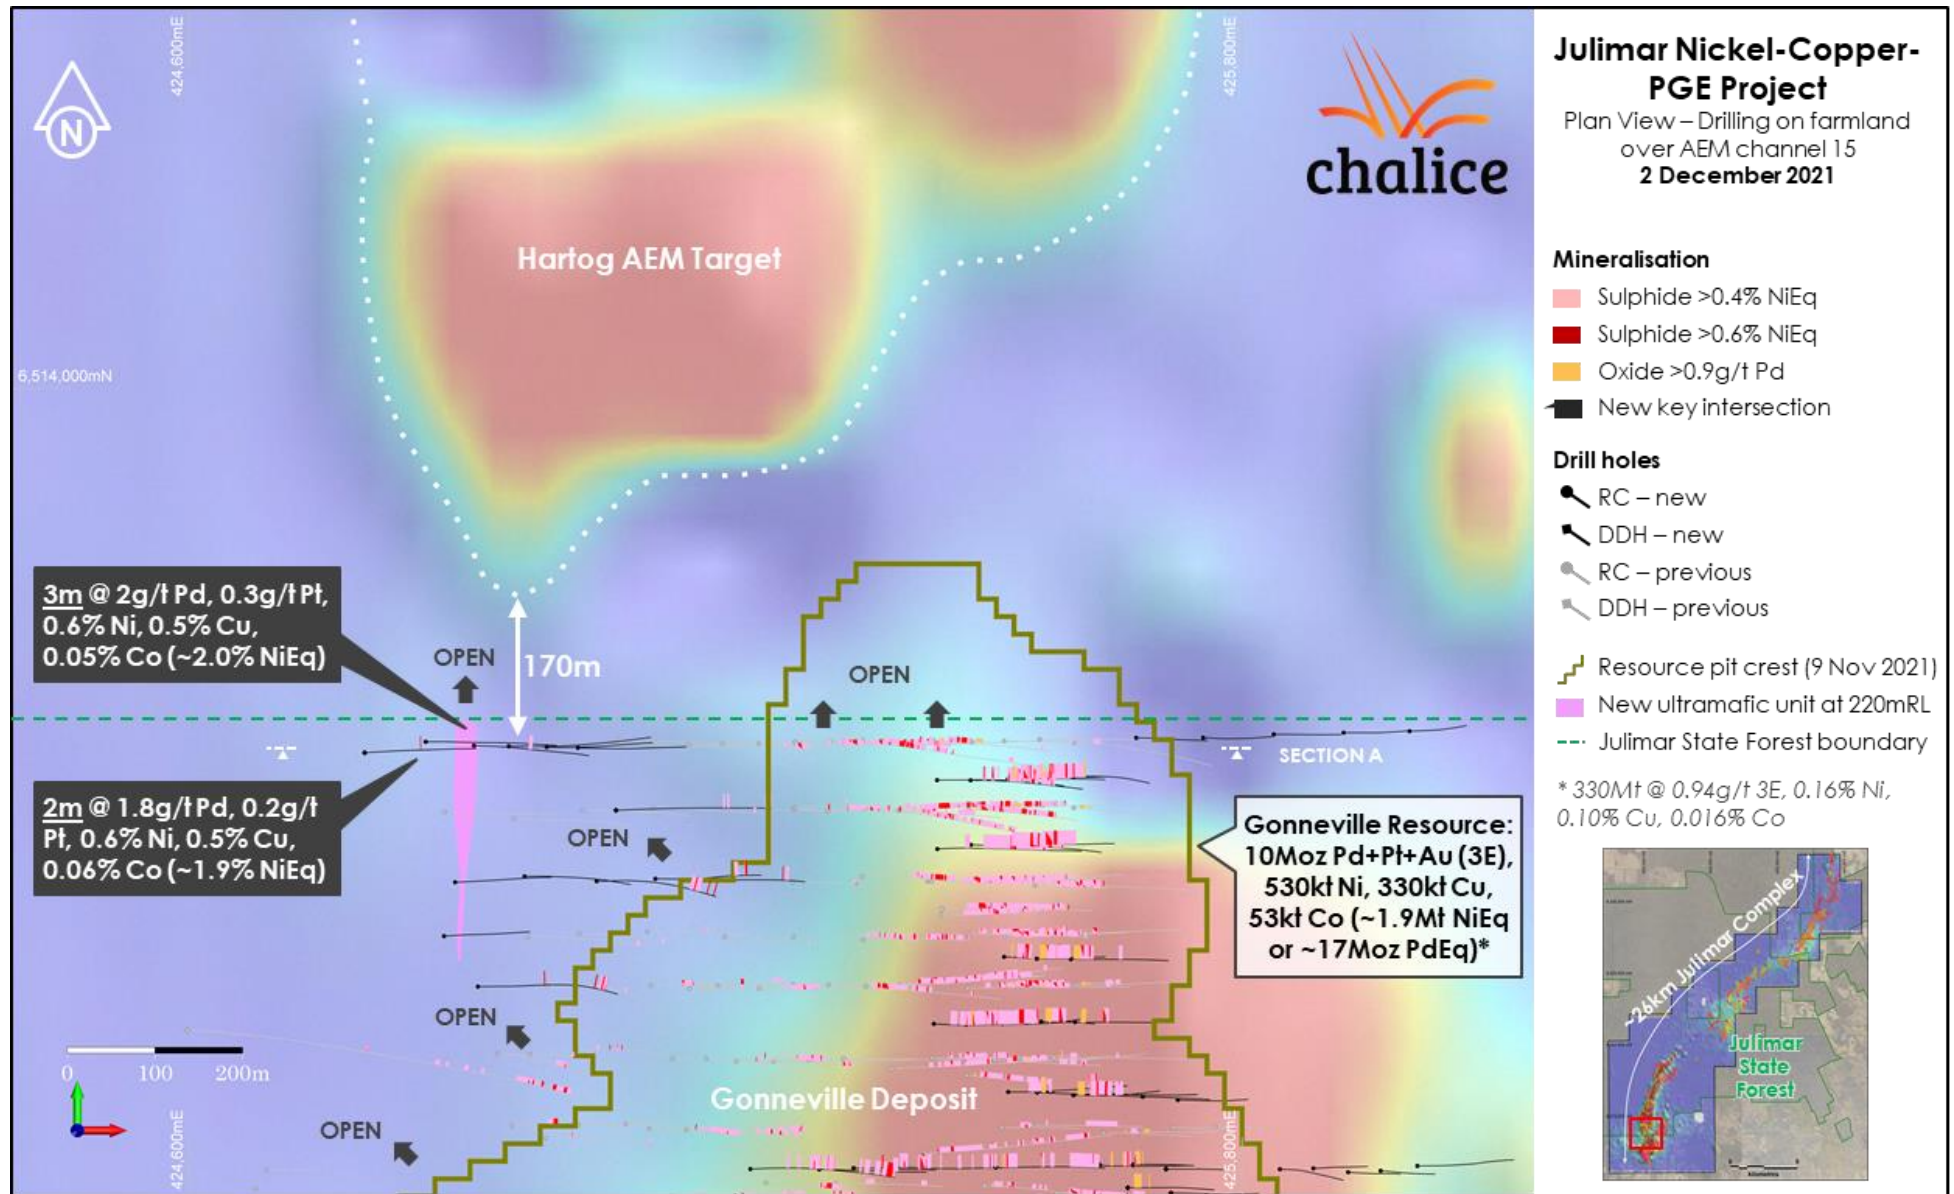 424,600mE
425,800mE
N
chalice
Hartog AEM Target
6,514,000mN
3m @ 2g/t Pd, 0.3g/t Pt,
0.6% Ni, 0.5% Cu,
0.05% Co (~2.0% NiEq)
OPEN
170m
OPEN
SECTION A
2m @ 1.8g/t Pd, 0.2g/t
Pt, 0.6% Ni, 0.5% Cu,
0.06% Co (~1.9% NiEq)
OPEN
Gonneville Resource:
10Moz Pd+Pt+Au (3E),
530kt Ni, 330kt Cu,
53kt Co (~1.9Mt NiEq
or ~17Moz PdEq)*
OPEN
0 100 200m
Gonneville Deposit
OPEN
424,600mE
425,800mE
Julimar Nickel-Copper-
PGE Project
Plan View – Drilling on farmland
over AEM channel 15
2 December 2021
Mineralisation
Sulphide >0.4% NiEq
Sulphide >0.6% NiEq
Oxide >0.9g/t Pd
New key intersection
Drill holes
RC – new
DDH – new
RC – previous
DDH – previous
Resource pit crest (9 Nov 2021)
New ultramafic unit at 220mRL
Julimar State Forest boundary
* 330Mt @ 0.94g/t 3E, 0.16% Ni,
0.10% Cu, 0.016% Co
~26km Julimar Complex
Julimar
State
Forest